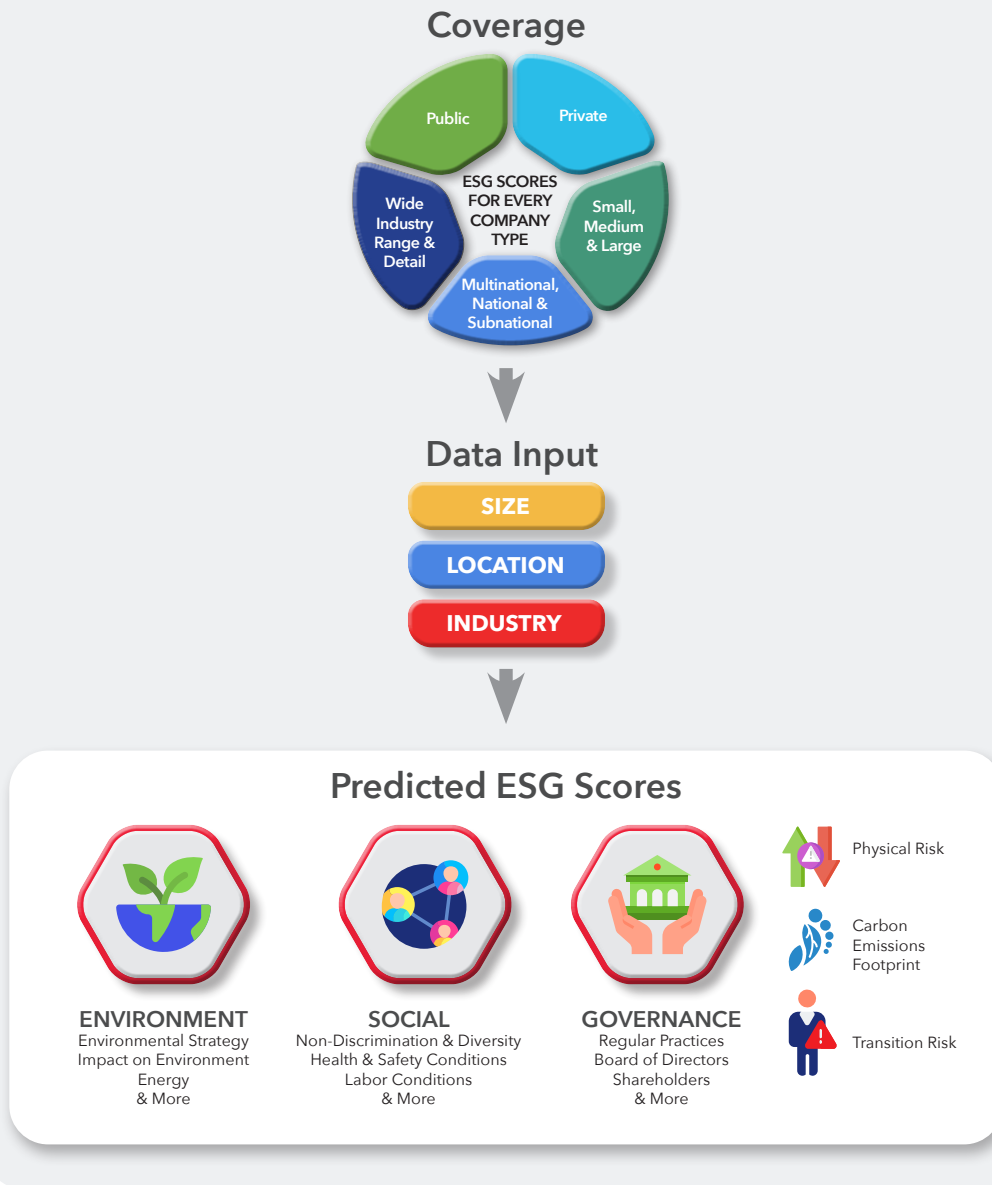 Coverage
Public
Private
ESG SCORES
FOR EVERY
COMPANY
TYPE
Wide
Industry
Range &
Detail
Small,
Medium
& Large
Multinational,
National &
Subnational
Data Input
SIZE
LOCATION
INDUSTRY
Predicted ESG Scores
ENVIRONMENT
Environmental Strategy
Impact on Environment
Energy
& More
SOCIAL
Non-Discrimination & Diversity
Health & Safety Conditions
Labor Conditions
& More
GOVERNANCE
Regular Practices
Board of Directors
Shareholders
& More
Physical Risk
Carbon
Emissions
Footprint
Transition Risk